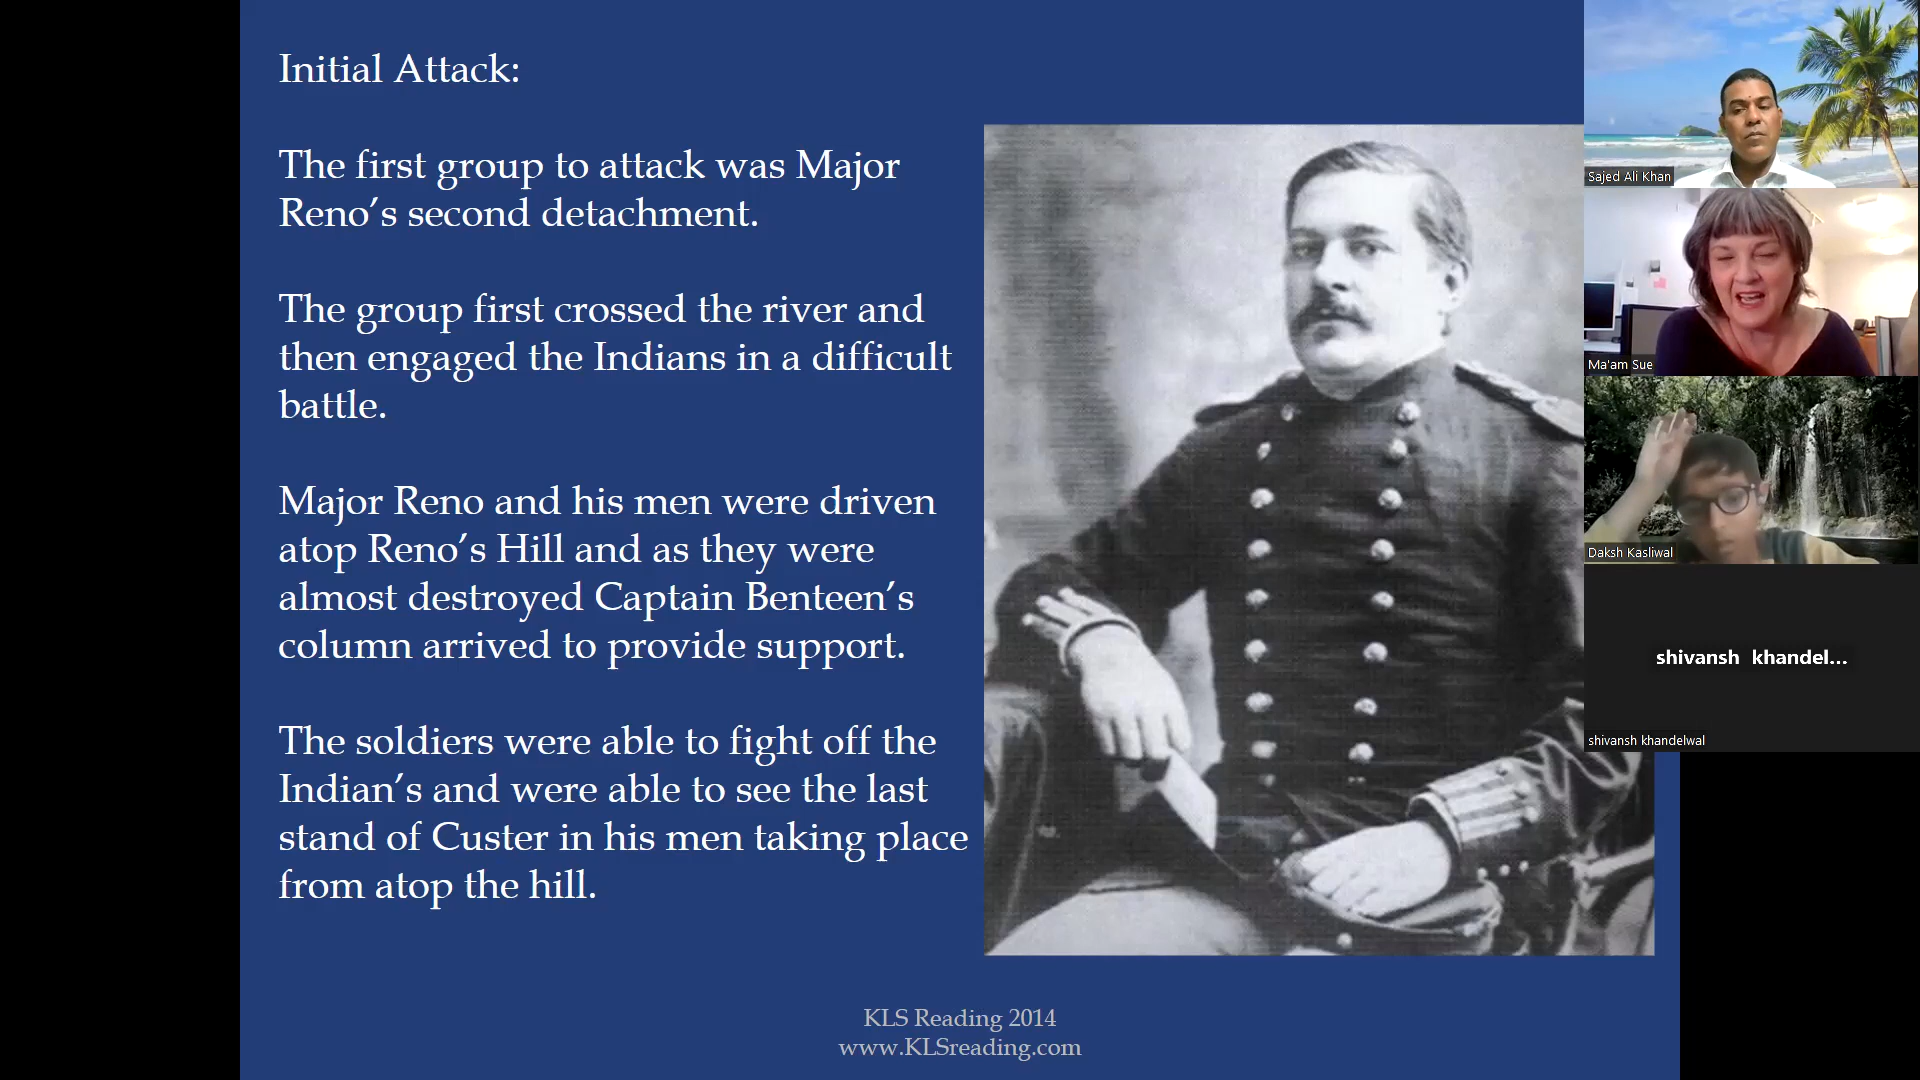 Initial Attack:
The first group to attack was Major
Reno’s second detachment.
The group first crossed the river and
then engaged the Indians in a difficult
battle.
Major Reno and his men were driven
atop Reno’s Hill and as they were
almost destroyed Captain Benteen’s
column arrived to provide support.
The soldiers were able to fight off the
Indian’s and were able to see the last
stand of Custer in his men taking place
from atop the hill.
KLS Reading 2014
www.KLSreading.com
Sajed Ali Khan
Ma'am Sue
Daksh Kasliwal
shivansh khandel...
shivansh khandelwal